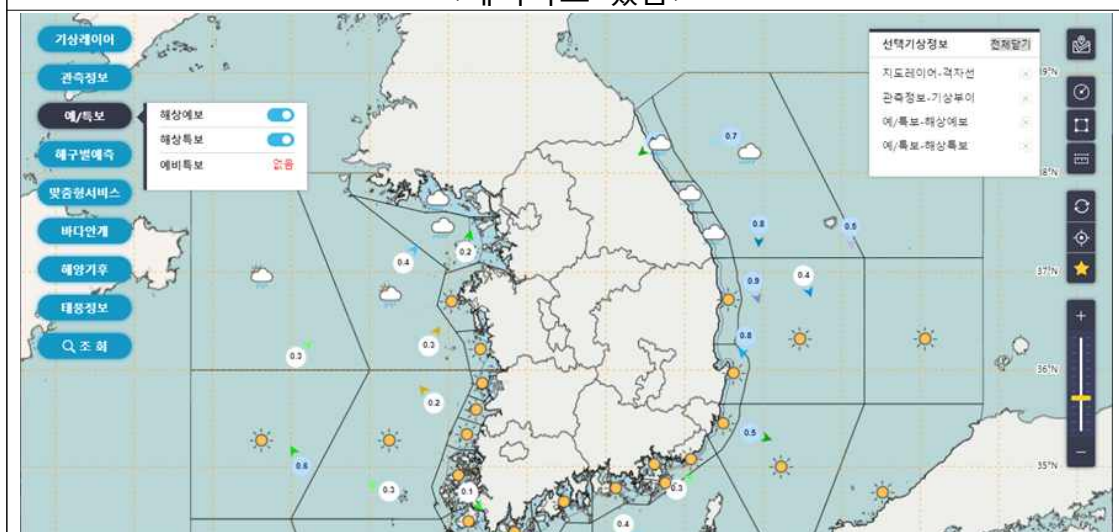 기상레이어
관측정보
예/특보
해구별예측
맞춤형서비스
바다안개
해양기후
태풍정보
조 회
해상예보
해상특보
예비특보 없음
선택기상정보 전체닫기
지도레이어-격자선
관측정보-기상부이
예/특보-해상예보
예/특보-해상특보
39°N
38°N
37°N
36°N
35°N
0.7
0.8
0.5
0.2
0.4
0.9
0.4
0.3
0.3
0.8
0.2
0.6
0.5
0.3
0.1
0.3
0.4